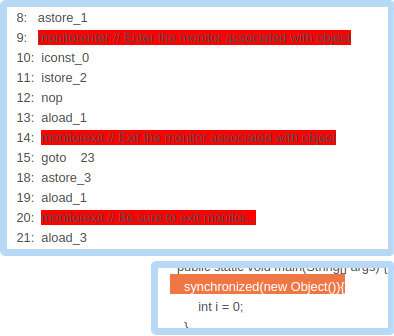 8: astore_1
9: monitorenter // Enter the monitor associated with object
10: iconst_0
11: istore_2
12: nop
13: aload_1
14: monitorexit // Exit the monitor associated with object
15: goto 23
18: astore_3
19: aload_1
20: monitorexit // Be sure to exit monitor...
21: aload_3
public static void main(String[] args) {
synchronized(new Object()){
int i = 0;
}